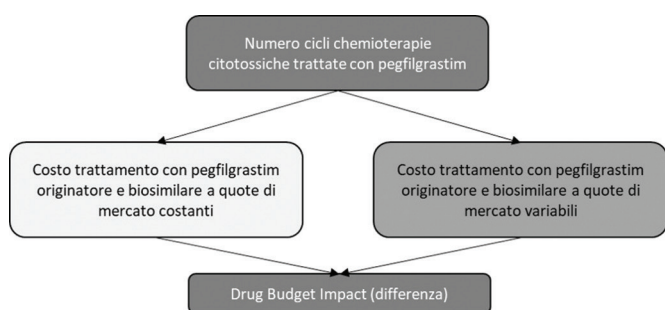 Numero cicli chemioterapie
citotossiche trattate con pegfilgrastim
Costo trattamento con pegfilgrastim
originatore e biosimilare a quote di
mercato costanti
Costo trattamento con pegfilgrastim
originatore e biosimilare a quote di
mercato variabili
Drug Budget Impact (differenza)